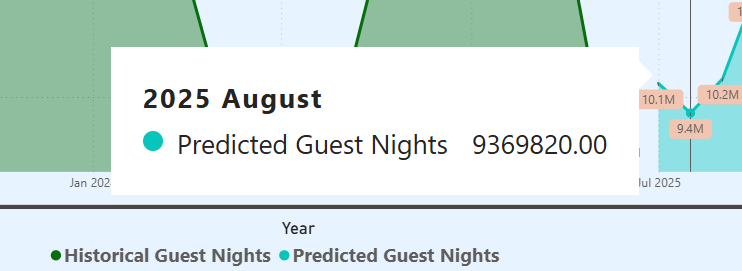 2025 August
Predicted Guest Nights 9369820.00
10.1M
10.2M
9.4M
Jul 2025
Year
Historical Guest Nights Predicted Guest Nights